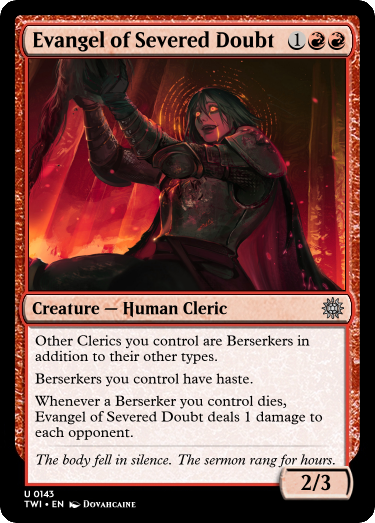 Evangel of Severed Doubt 1
Creature — Human Cleric
Other Clerics you control are Berserkers in
addition to their other types.
Berserkers you control have haste.
Whenever a Berserker you control dies,
Evangel of Severed Doubt deals 1 damage to
each opponent.
The body fell in silence. The sermon rang for hours.
2/3
U 0143
TWI • EN Dovahcaine